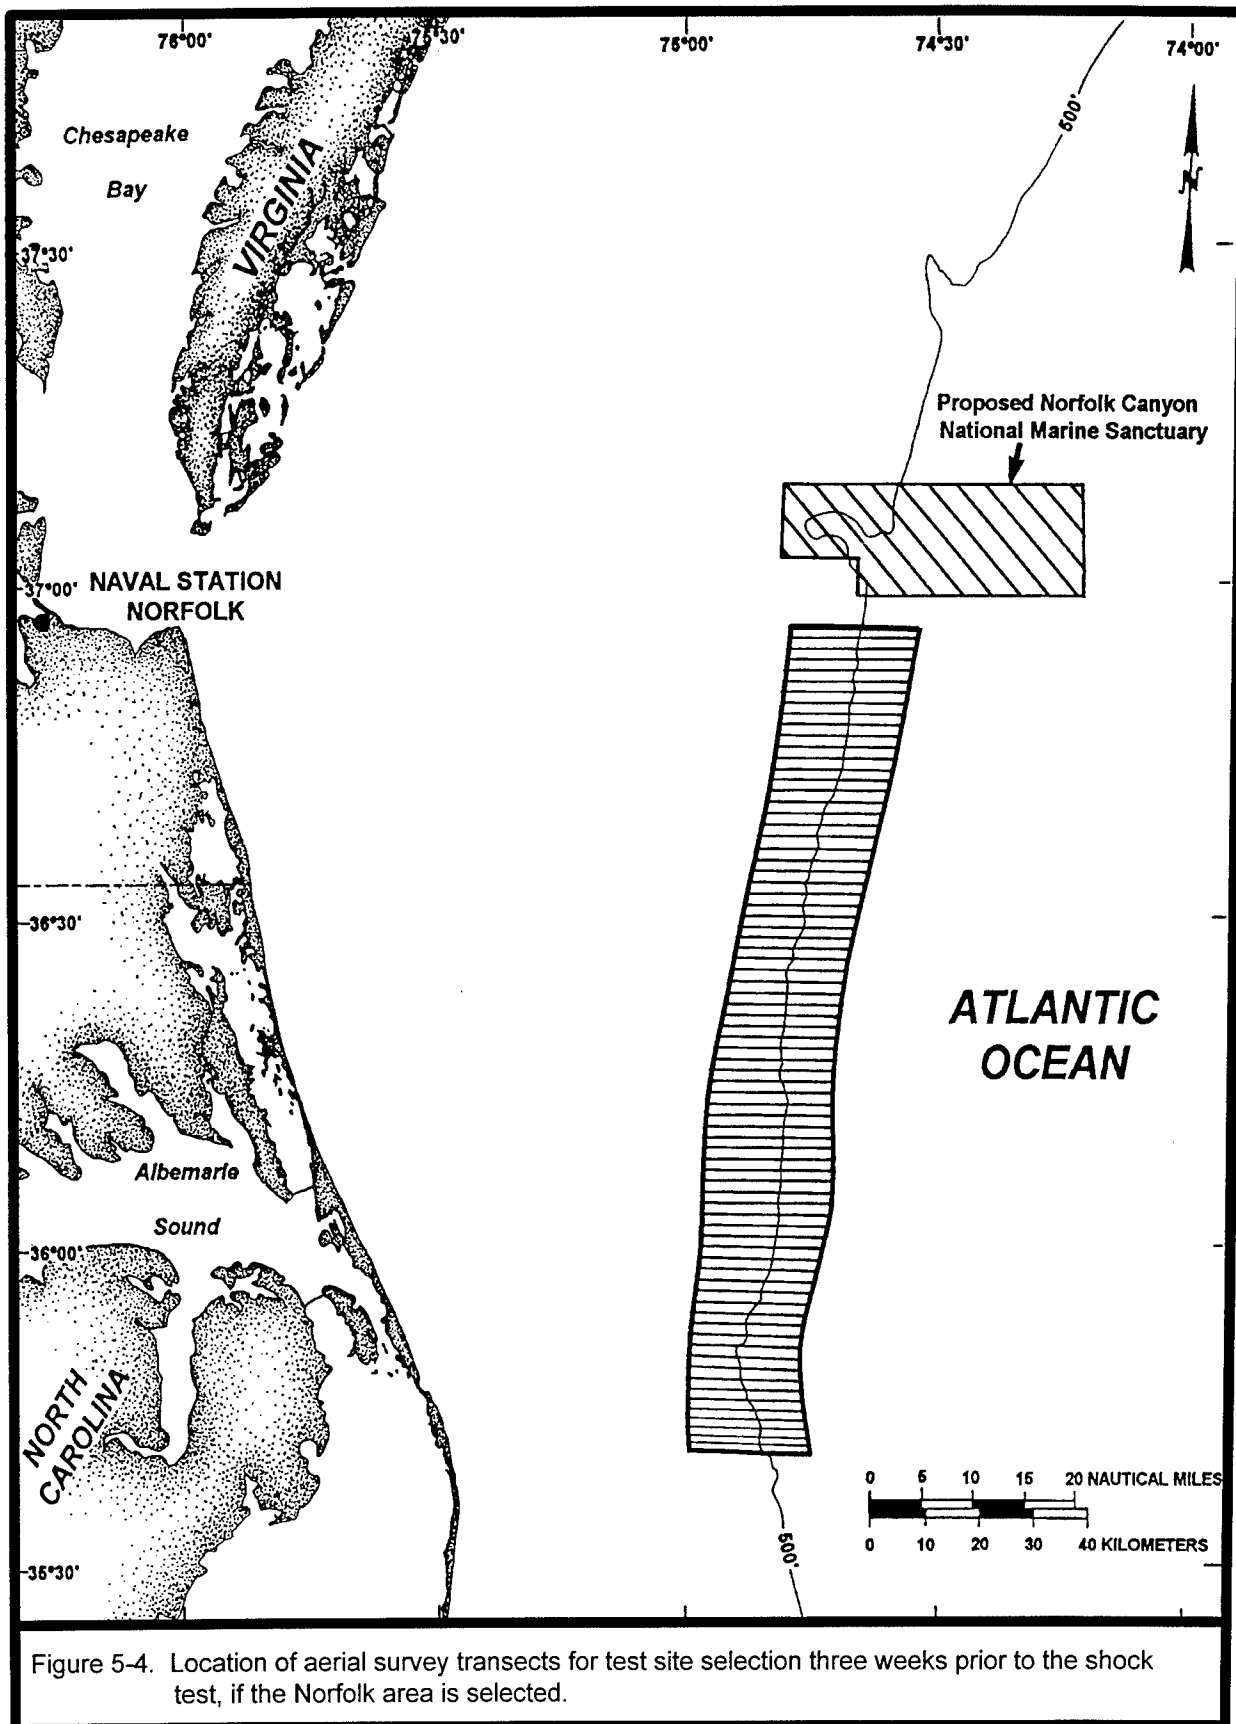 76°00'
75°30'
75°00'
74°30'
74°00'
500'
Chesapeake
Bay
VIRGINIA
N
37°30'
Proposed Norfolk Canyon
National Marine Sanctuary
37°00'
NAVAL STATION
NORFOLK
36°30'
ATLANTIC
OCEAN
Albemarle
Sound
36°00'
NORTH
CAROLINA
0 5 10 15 20 NAUTICAL MILES
0 10 20 30 40 KILOMETERS
500'
35°30'
Figure 5-4. Location of aerial survey transects for test site selection three weeks prior to the shock
test, if the Norfolk area is selected.